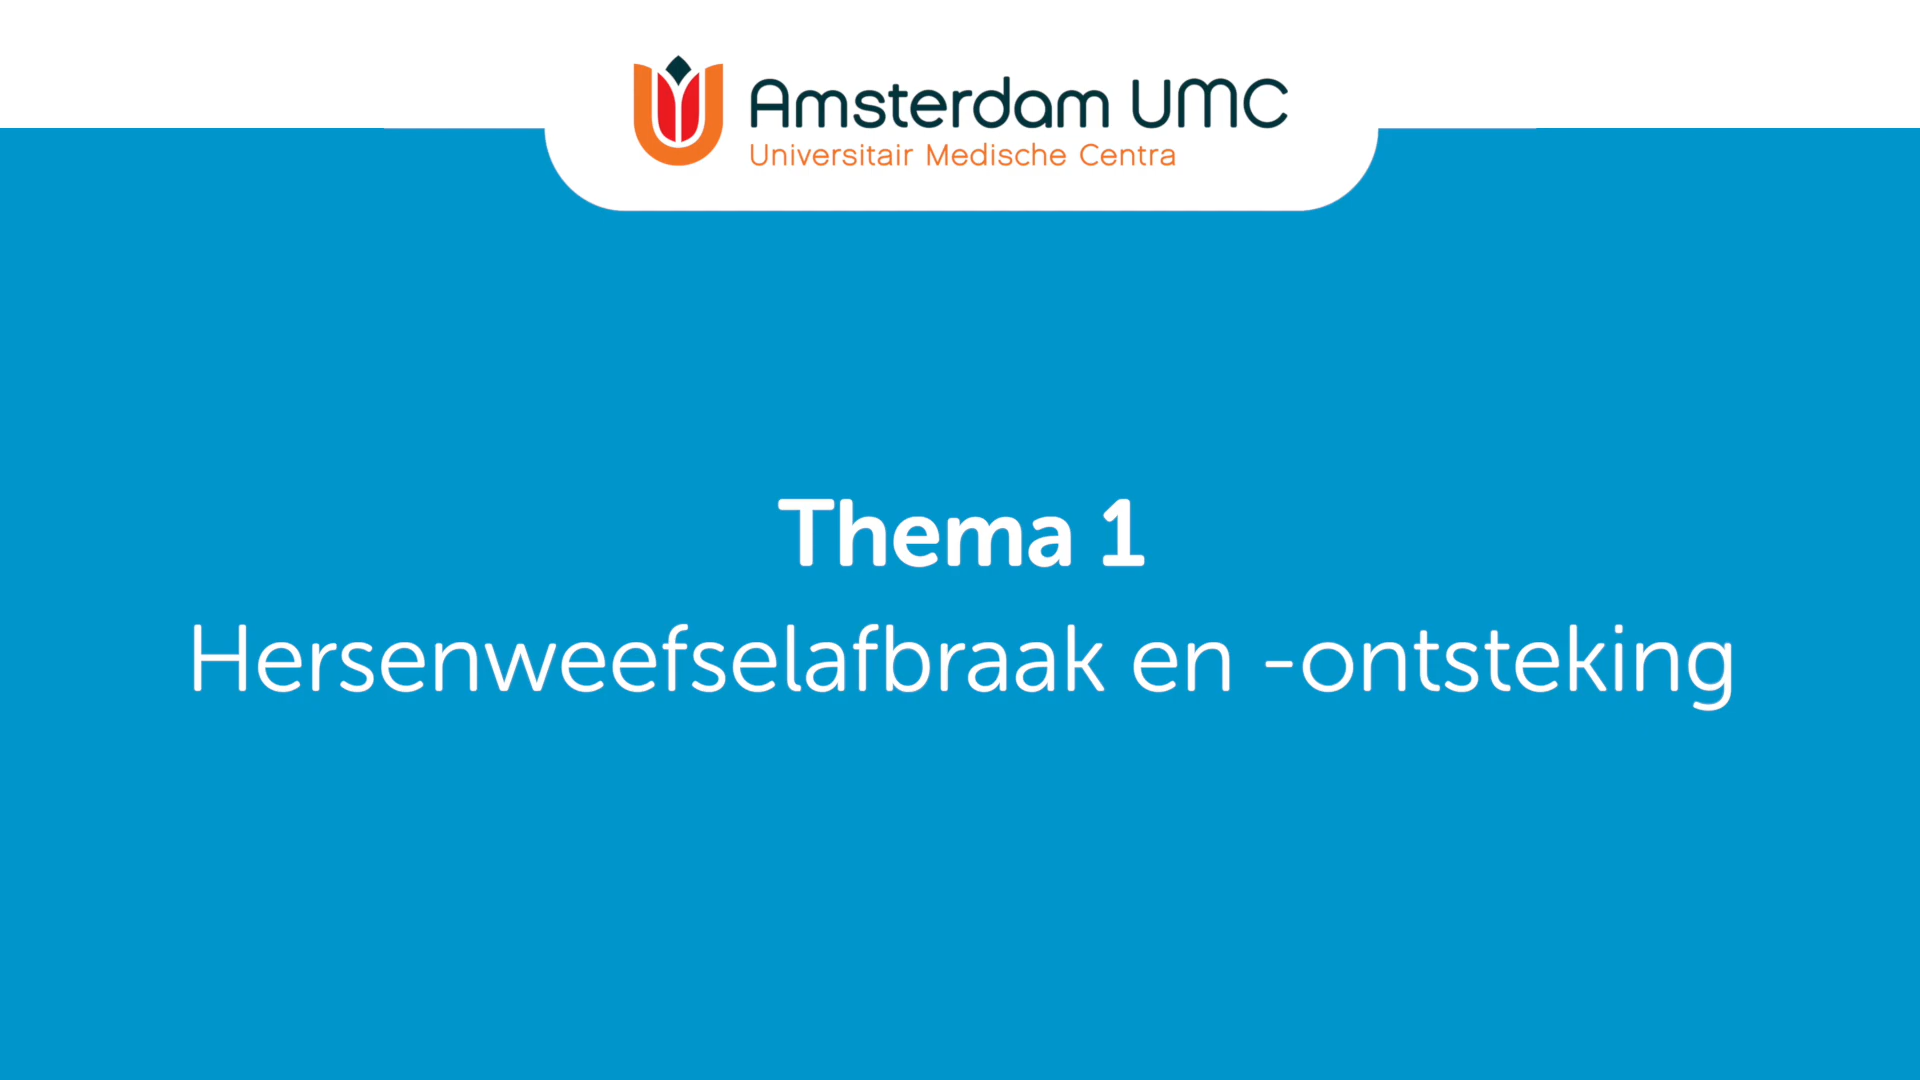 Amsterdam UMC
Universitair Medische Centra
Thema 1
Hersenweefselafbraak en -ontsteking